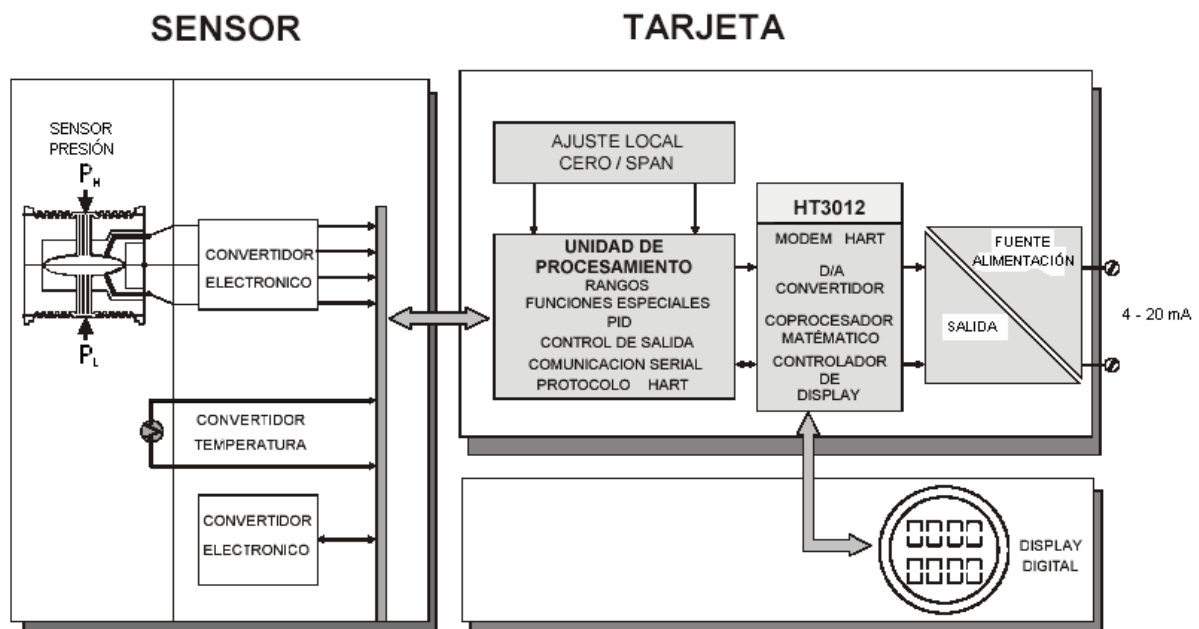 SENSOR
TARJETA
SENSOR
PRESIÓN
PH
PL
CONVERTIDOR
ELECTRONICO
CONVERTIDOR
TEMPERATURA
CONVERTIDOR
ELECTRONICO
AJUSTE LOCAL
CERO / SPAN
UNIDAD DE
PROCESAMIENTO
RANGOS
FUNCIONES ESPECIALES
PID
CONTROL DE SALIDA
COMUNICACION SERIAL
PROTOCOLO HART
HT3012
MODEM HART
D/A
CONVERTIDOR
COPROCESADOR
MATÉMATICO
CONTROLADOR
DE
DISPLAY
FUENTE
ALIMENTACIÓN
SALIDA
4 - 20 mA
DISPLAY
DIGITAL